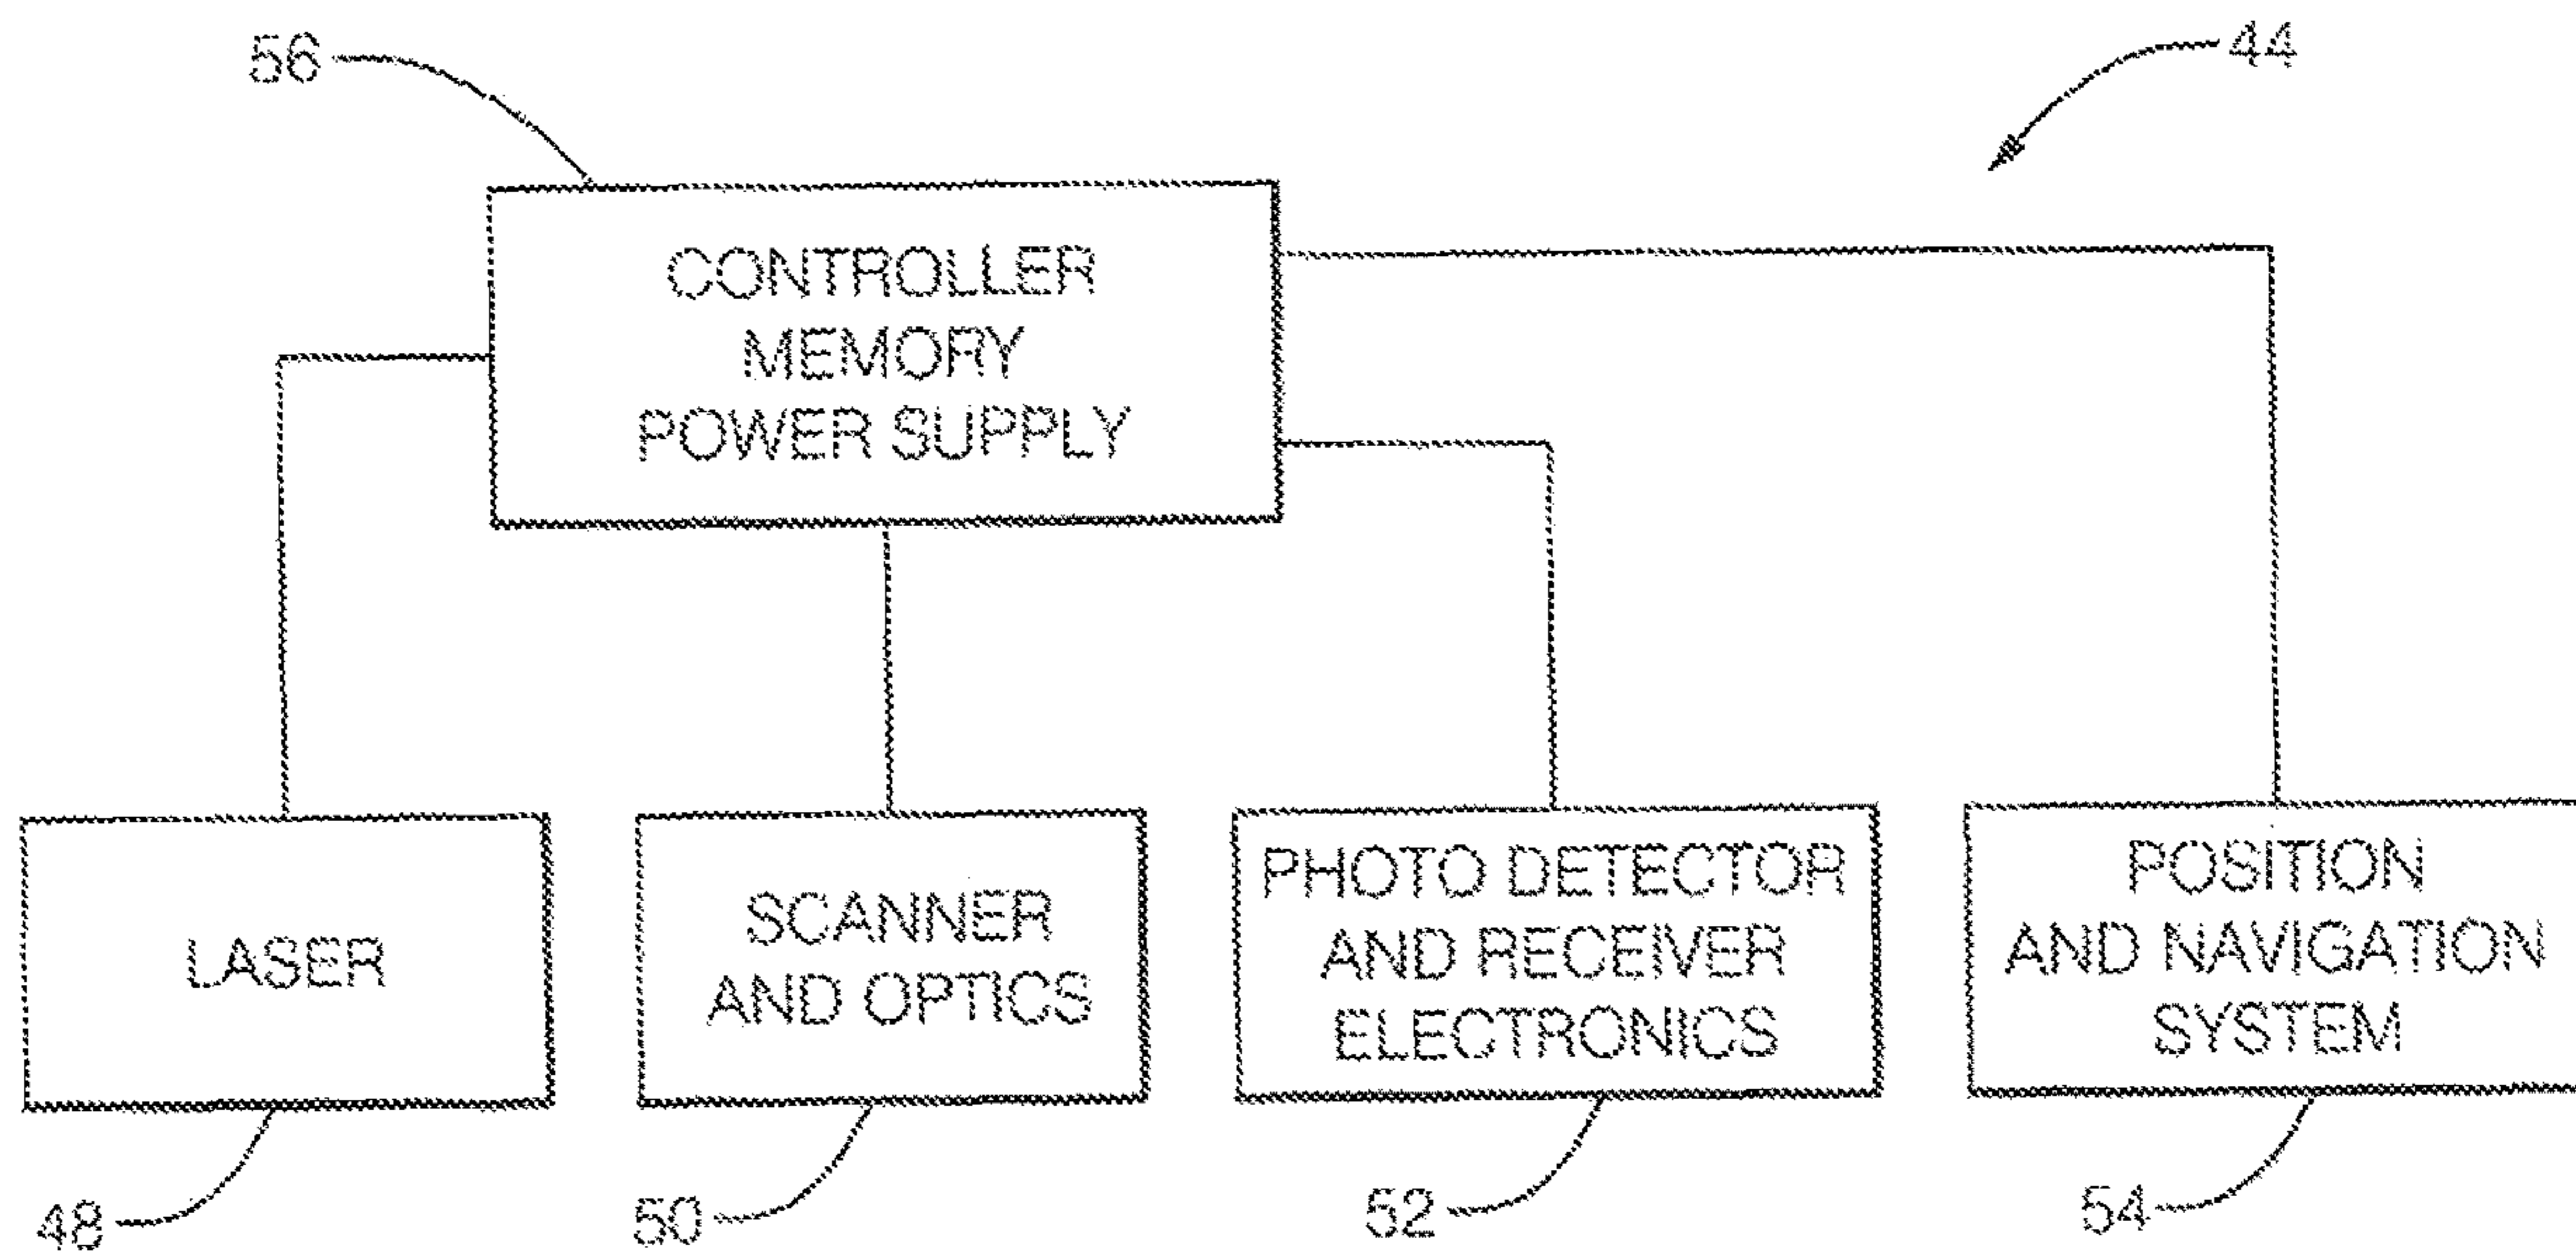 56
44
CONTROLLER
MEMORY
POWER SUPPLY
LASER
SCANNER
AND OPTICS
PHOTO DETECTOR
AND RECEIVER
ELECTRONICS
POSITION
AND NAVIGATION
SYSTEM
48
50
52
54